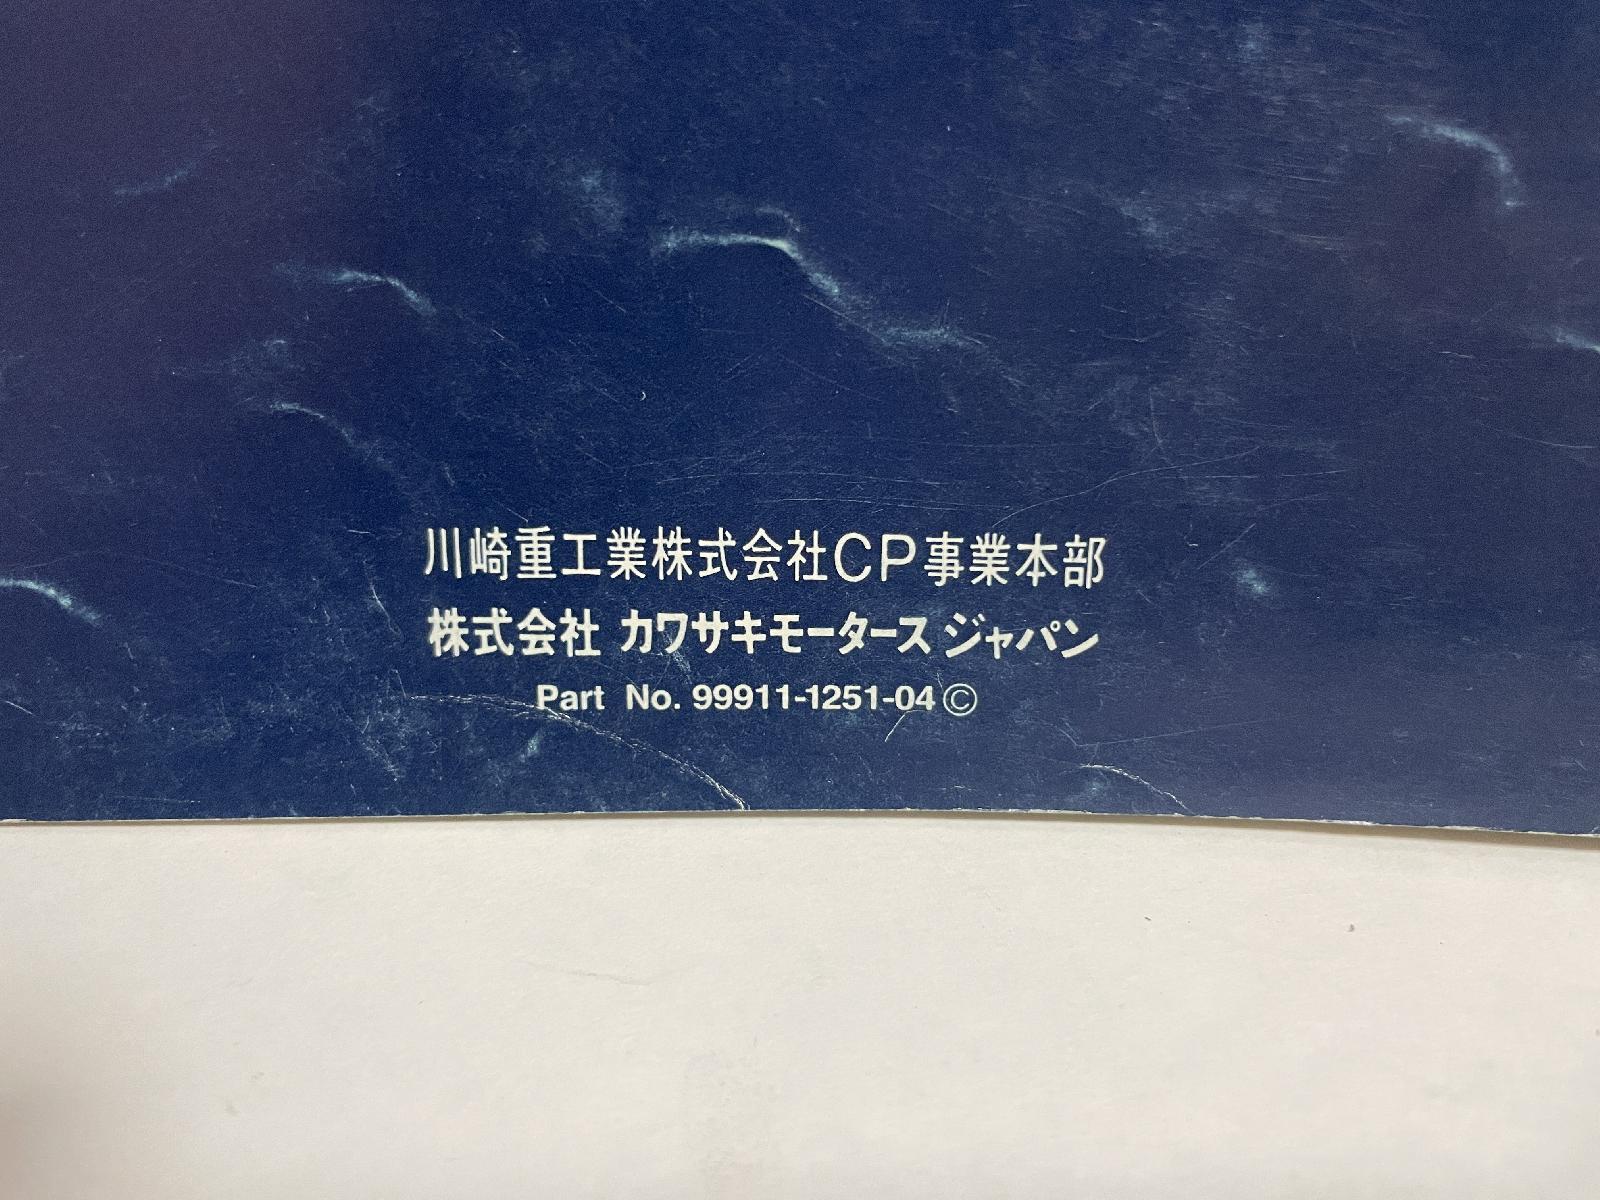 川崎重工業株式会社CP事業本部
株式会社 カワサキモータース ジャパン
Part No. 99911-1251-04 ©